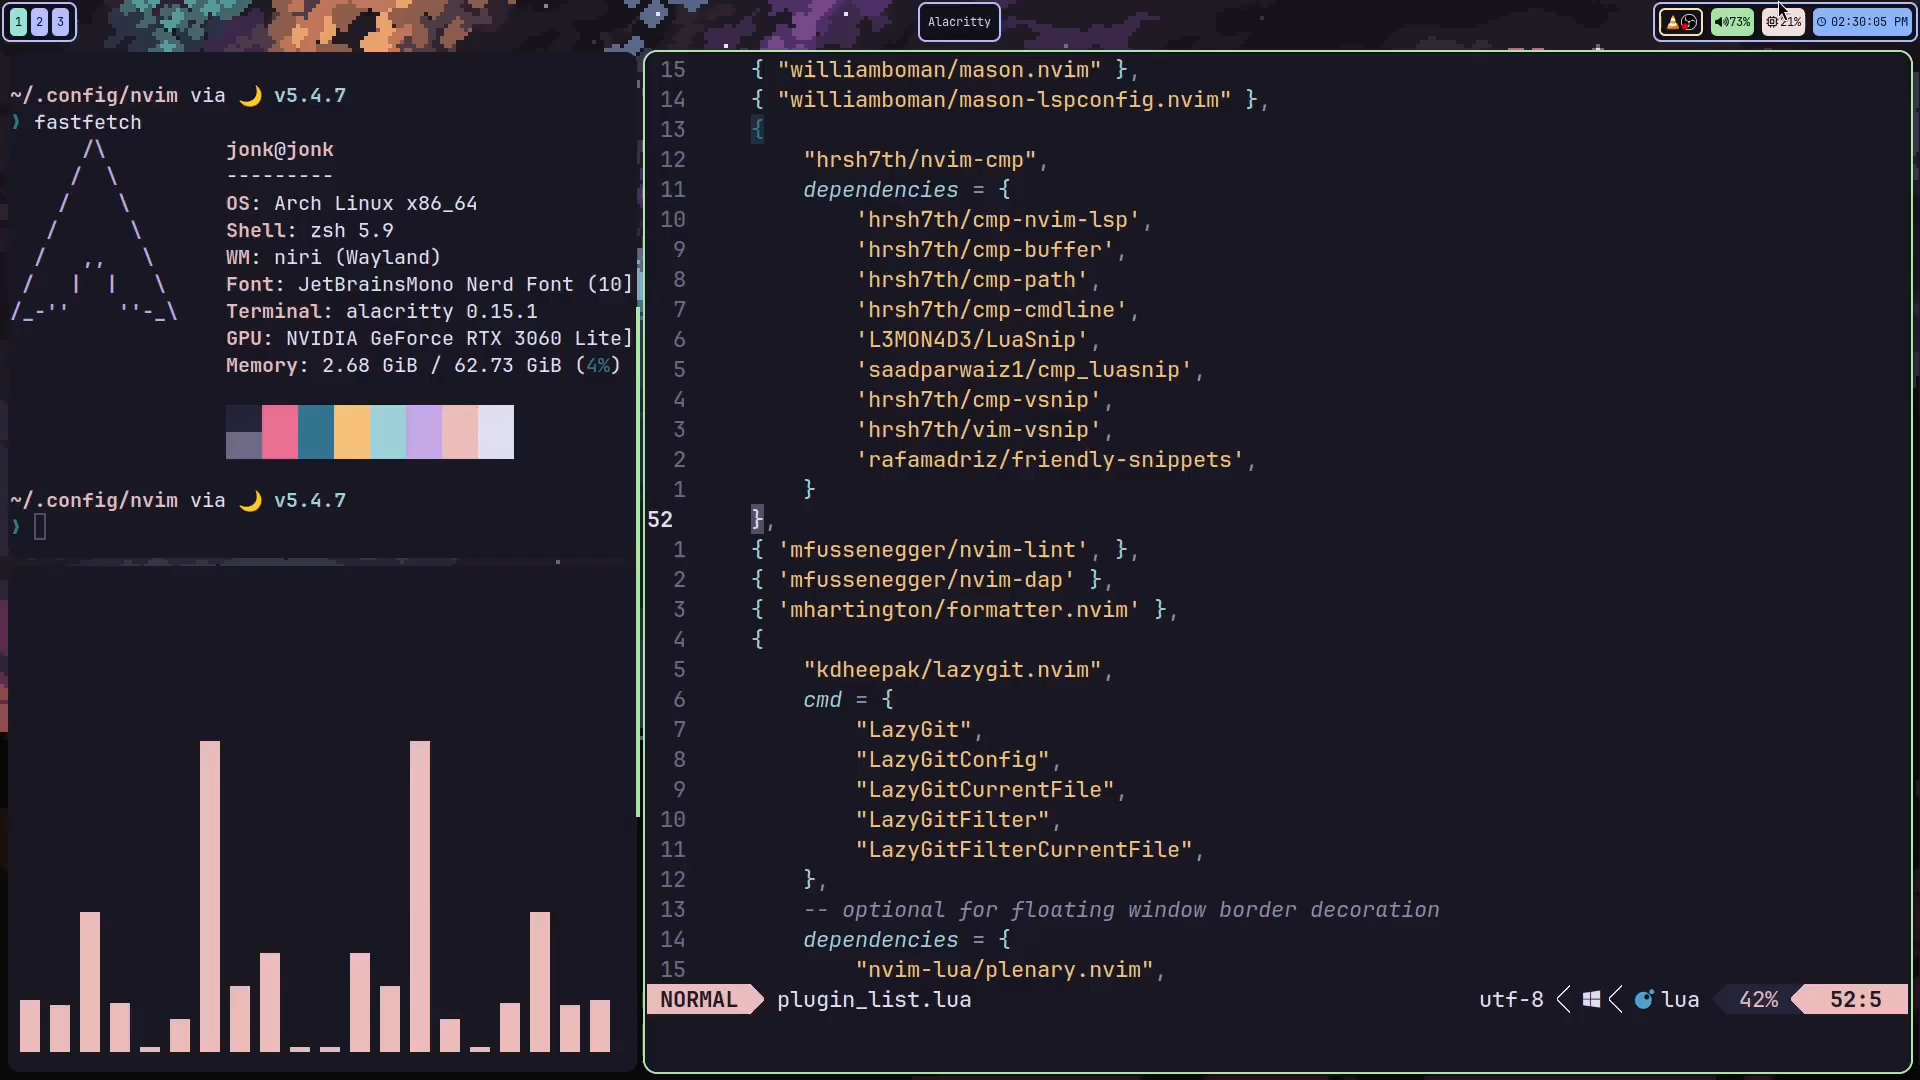 1 2 3
Alacritty
73%
21%
02:30:05 PM
~/.config/nvim via 🌙 v5.4.7
❯ fastfetch
jonk@jonk
---------
OS: Arch Linux x86_64
Shell: zsh 5.9
WM: niri (Wayland)
Font: JetBrainsMono Nerd Font (10]
Terminal: alacritty 0.15.1
GPU: NVIDIA GeForce RTX 3060 Lite]
Memory: 2.68 GiB / 62.73 GiB (4%)
~/.config/nvim via 🌙 v5.4.7
❯
15 { "williamboman/mason.nvim" },
14 { "williamboman/mason-lspconfig.nvim" },
13 {
12 "hrsh7th/nvim-cmp",
11 dependencies = {
10 'hrsh7th/cmp-nvim-lsp',
9 'hrsh7th/cmp-buffer',
8 'hrsh7th/cmp-path',
7 'hrsh7th/cmp-cmdline',
6 'L3MON4D3/LuaSnip',
5 'saadparwaiz1/cmp_luasnip',
4 'hrsh7th/cmp-vsnip',
3 'hrsh7th/vim-vsnip',
2 'rafamadriz/friendly-snippets',
1 }
52 },
1 { 'mfussenegger/nvim-lint', },
2 { 'mfussenegger/nvim-dap' },
3 { 'mhartington/formatter.nvim' },
4 {
5 "kdheepak/lazygit.nvim",
6 cmd = {
7 "LazyGit",
8 "LazyGitConfig",
9 "LazyGitCurrentFile",
10 "LazyGitFilter",
11 "LazyGitFilterCurrentFile",
12 },
13 -- optional for floating window border decoration
14 dependencies = {
15 "nvim-lua/plenary.nvim",
NORMAL plugin_list.lua utf-8 lua 42% 52:5